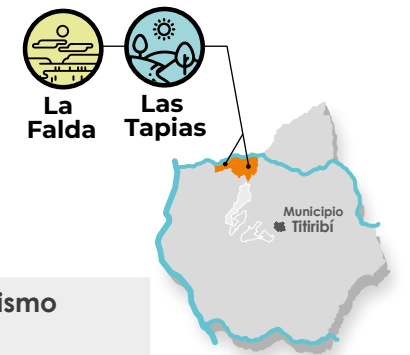 La
Falda
Las
Tapias
Municipio
Titiribí
ismo